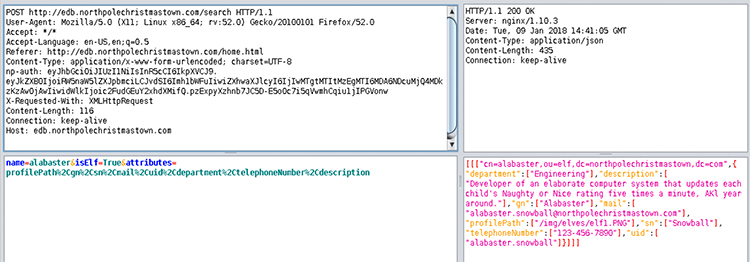 POST http://edb.northpolechristmastown.com/search HTTP/1.1
User-Agent: Mozilla/5.0 (X11; Linux x86_64; rv:52.0) Gecko/20100101 Firefox/52.0
Accept: */*
Accept-Language: en-US,en;q=0.5
Referer: http://edb.northpolechristmastown.com/home.html
Content-Type: application/x-www-form-urlencoded; charset=UTF-8
np-auth: eyJhbGciOiJIUzI1NiIsInR5cCI6IkpXVCJ9.
eyJkZXB0IjoiRW5naW5lZXJpbmciLCJvdSI6Imh1bWFuIiwiZXhwaXJlcyI6IjIwMTgtMTItMzEgMTI6MDA6NDcuMjQ4MDk
zKzAwOjAwIiwidWlkIjoic2FudGEuY2xhdXMifQ.pzExpyXzhnb7JC5D-E5oOc7i5qVwmhCqiu1jIPGVonw
X-Requested-With: XMLHttpRequest
Content-Length: 116
Connection: keep-alive
Host: edb.northpolechristmastown.com
name=alabaster&isElf=True&attributes=
profilePath%2Cgn%2Csn%2Cmail%2Cuid%2Cdepartment%2CtelephoneNumber%2Cdescription
HTTP/1.1 200 OK
Server: nginx/1.10.3
Date: Tue, 09 Jan 2018 14:41:05 GMT
Content-Type: application/json
Content-Length: 435
Connection: keep-alive
[[["cn=alabaster,ou=elf,dc=northpolechristmastown,dc=com",{
"department":["Engineering"],"description":[
"Developer of an elaborate computer system that updates each
child's Naughty or Nice rating five times a minute, AKl year
around."],"gn":["Alabaster"],"mail":[
"alabaster.snowball@northpolechristmastown.com"],
"profilePath":["/img/elves/elf1.PNG"],"sn":["Snowball"],
"telephoneNumber":["123-456-7890"],"uid":[
"alabaster.snowball"]}]]]